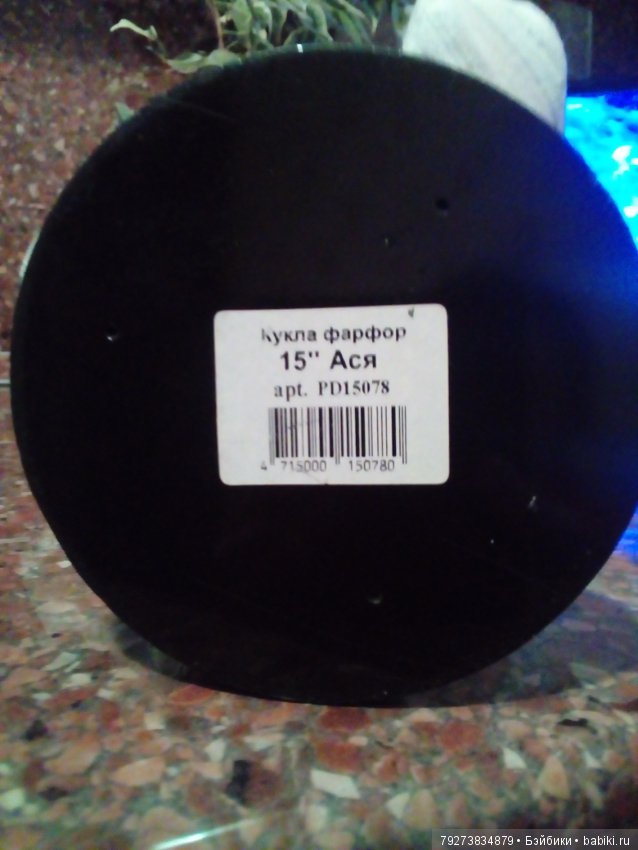 Кукла фарфор
15" Ася
арт. PD15078
4 715000 150780
79273834879 • Бэйбики • babiki.ru